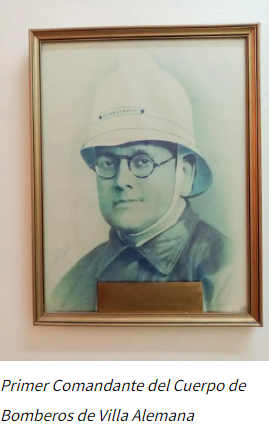 Primer Comandante del Cuerpo de
Bomberos de Villa Alemana